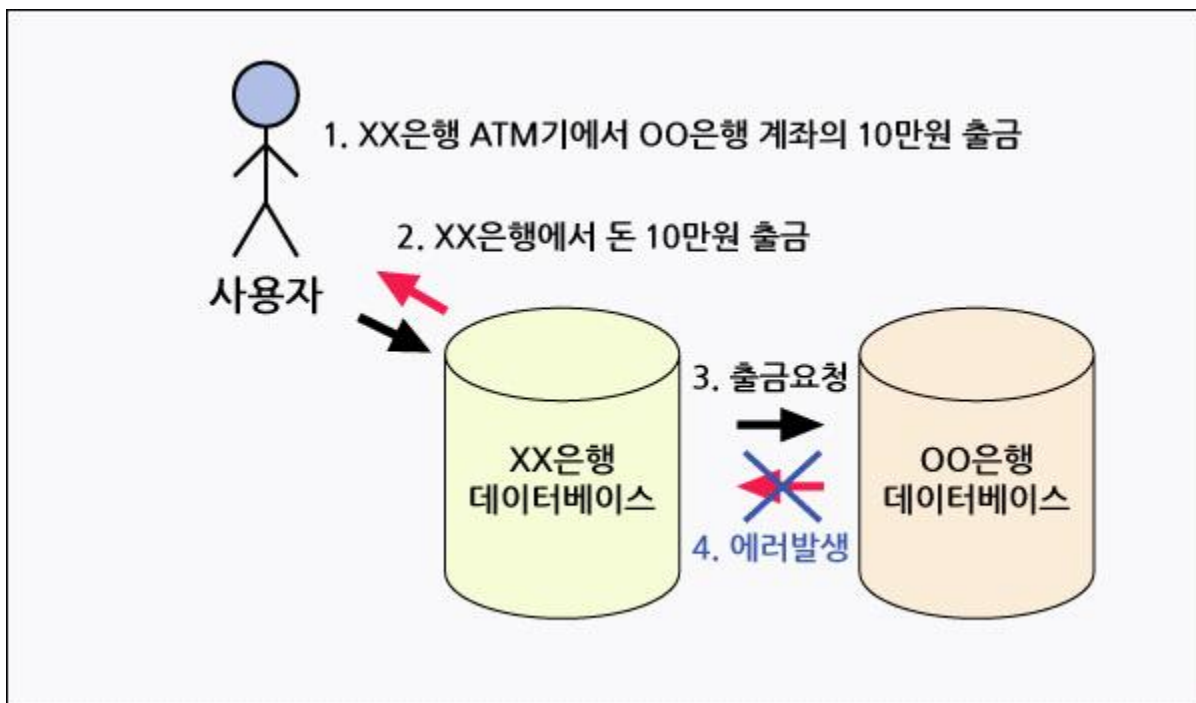 1. XX은행 ATM기에서 OO은행 계좌의 10만원 출금
2. XX은행에서 돈 10만원 출금
사용자
3. 출금요청
XX은행
데이터베이스
OO은행
데이터베이스
4. 에러발생